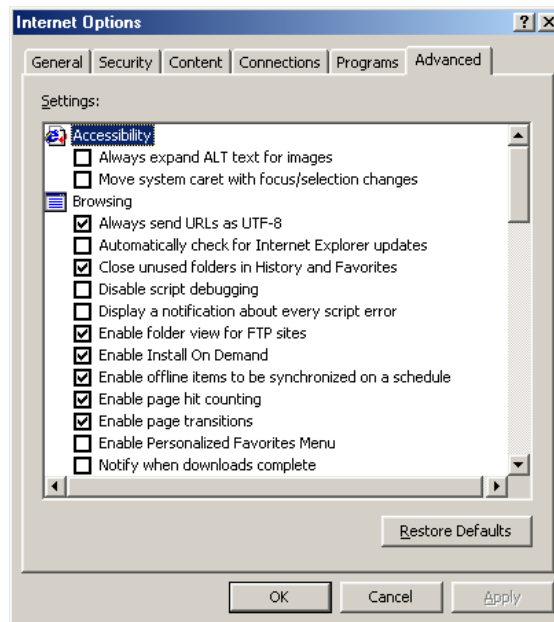 Internet Options
General Security Content Connections Programs Advanced
Settings:
Accessibility
Always expand ALT text for images
Move system caret with focus/selection changes
Browsing
Always send URLs as UTF-8
Automatically check for Internet Explorer updates
Close unused folders in History and Favorites
Disable script debugging
Display a notification about every script error
Enable folder view for FTP sites
Enable Install On Demand
Enable offline items to be synchronized on a schedule
Enable page hit counting
Enable page transitions
Enable Personalized Favorites Menu
Notify when downloads complete
Restore Defaults
OK Cancel Apply